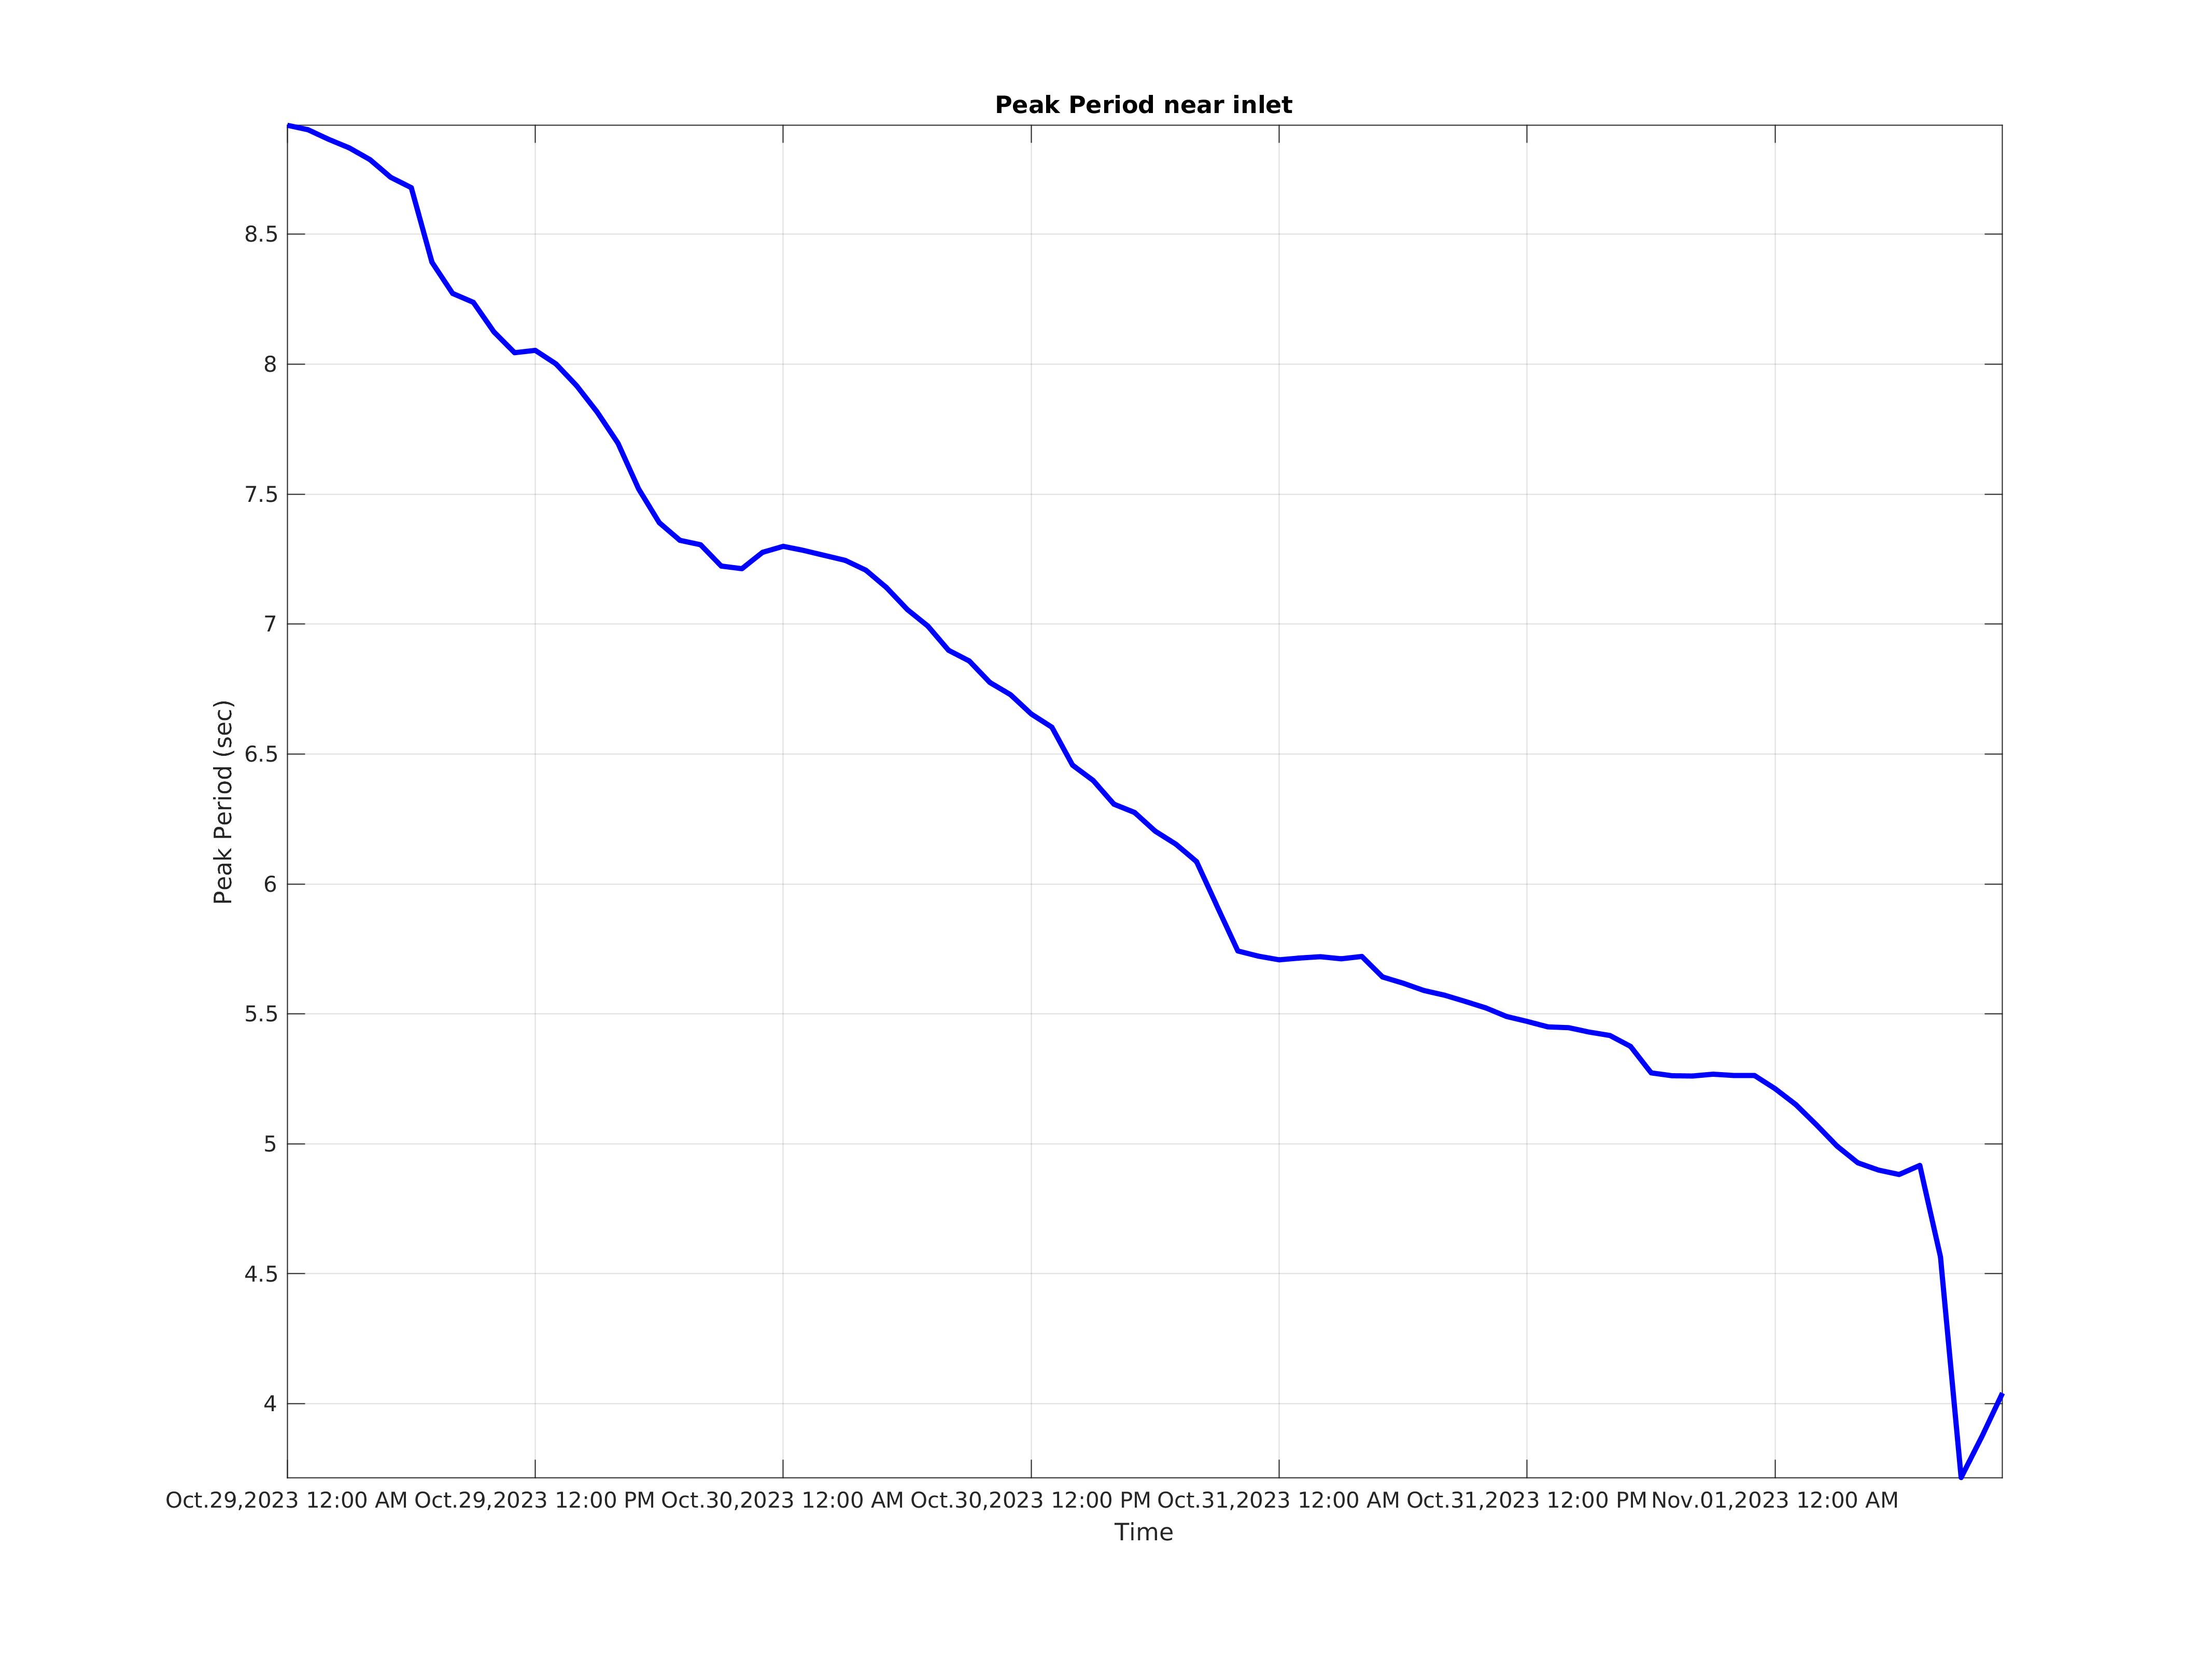 Peak Period near inlet
Peak Period (sec)
8.5
8
7.5
7
6.5
6
5.5
5
4.5
4
Oct.29,2023 12:00 AM Oct.29,2023 12:00 PM Oct.30,2023 12:00 AM Oct.30,2023 12:00 PM Oct.31,2023 12:00 AM Oct.31,2023 12:00 PM Nov.01,2023 12:00 AM
Time